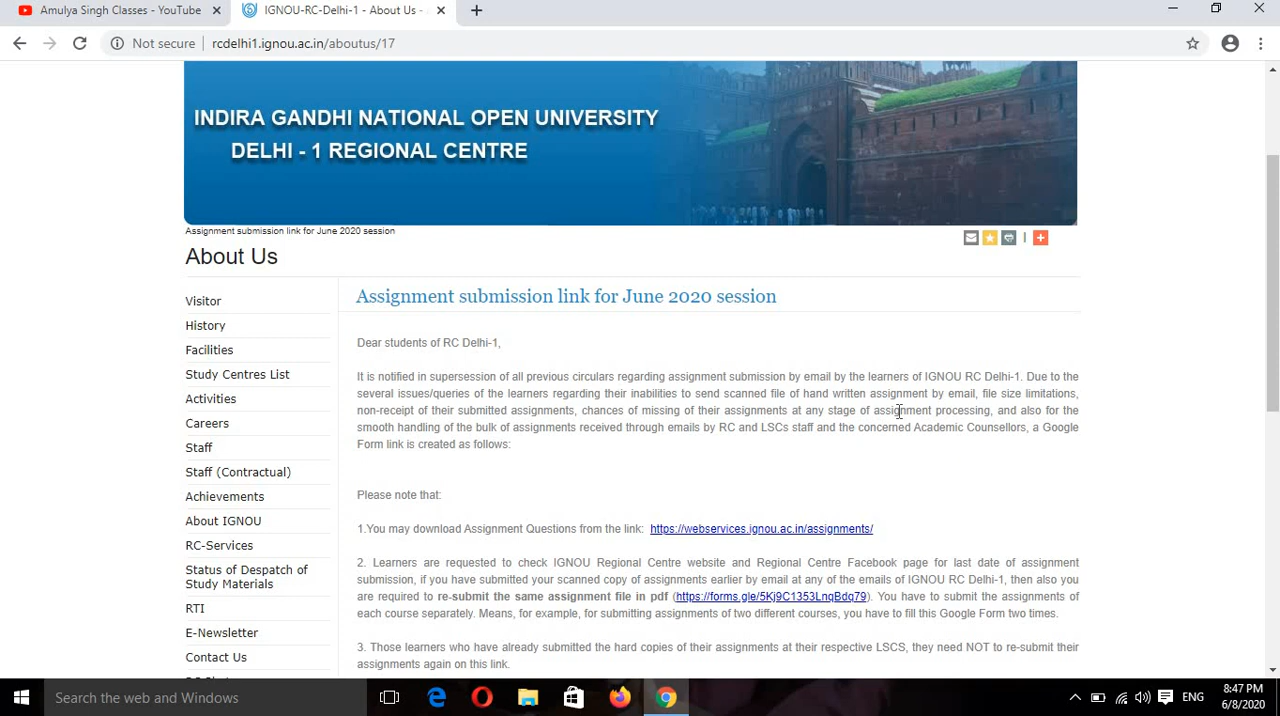 Amulya Singh Classes - YouTube
IGNOU-RC-Delhi-1 - About Us -
Not secure
rcdelhi1.ignou.ac.in/aboutus/17
INDIRA GANDHI NATIONAL OPEN UNIVERSITY
DELHI - 1 REGIONAL CENTRE
Assignment submission link for June 2020 session
About Us
Visitor
History
Facilities
Study Centres List
Activities
Careers
Staff
Staff (Contractual)
Achievements
About IGNOU
RC-Services
Status of Despatch of
Study Materials
RTI
E-Newsletter
Contact Us
Assignment submission link for June 2020 session
Dear students of RC Delhi-1,
It is notified in supersession of all previous circulars regarding assignment submission by email by the learners of IGNOU RC Delhi-1. Due to the
several issues/queries of the learners regarding their inabilities to send scanned file of hand written assignment by email, file size limitations,
non-receipt of their submitted assignments, chances of missing of their assignments at any stage of assignment processing, and also for the
smooth handling of the bulk of assignments received through emails by RC and LSCs staff and the concerned Academic Counsellors, a Google
Form link is created as follows:
Please note that:
1.You may download Assignment Questions from the link: https://webservices.ignou.ac.in/assignments/
2. Learners are requested to check IGNOU Regional Centre website and Regional Centre Facebook page for last date of assignment
submission, if you have submitted your scanned copy of assignments earlier by email at any of the emails of IGNOU RC Delhi-1, then also you
are required to re-submit the same assignment file in pdf (https://forms.gle/5Kj9C1353LnqBdq79). You have to submit the assignments of
each course separately. Means, for example, for submitting assignments of two different courses, you have to fill this Google Form two times.
3. Those learners who have already submitted the hard copies of their assignments at their respective LSCS, they need NOT to re-submit their
assignments again on this link.
Search the web and Windows
ENG
8:47 PM
6/8/2020